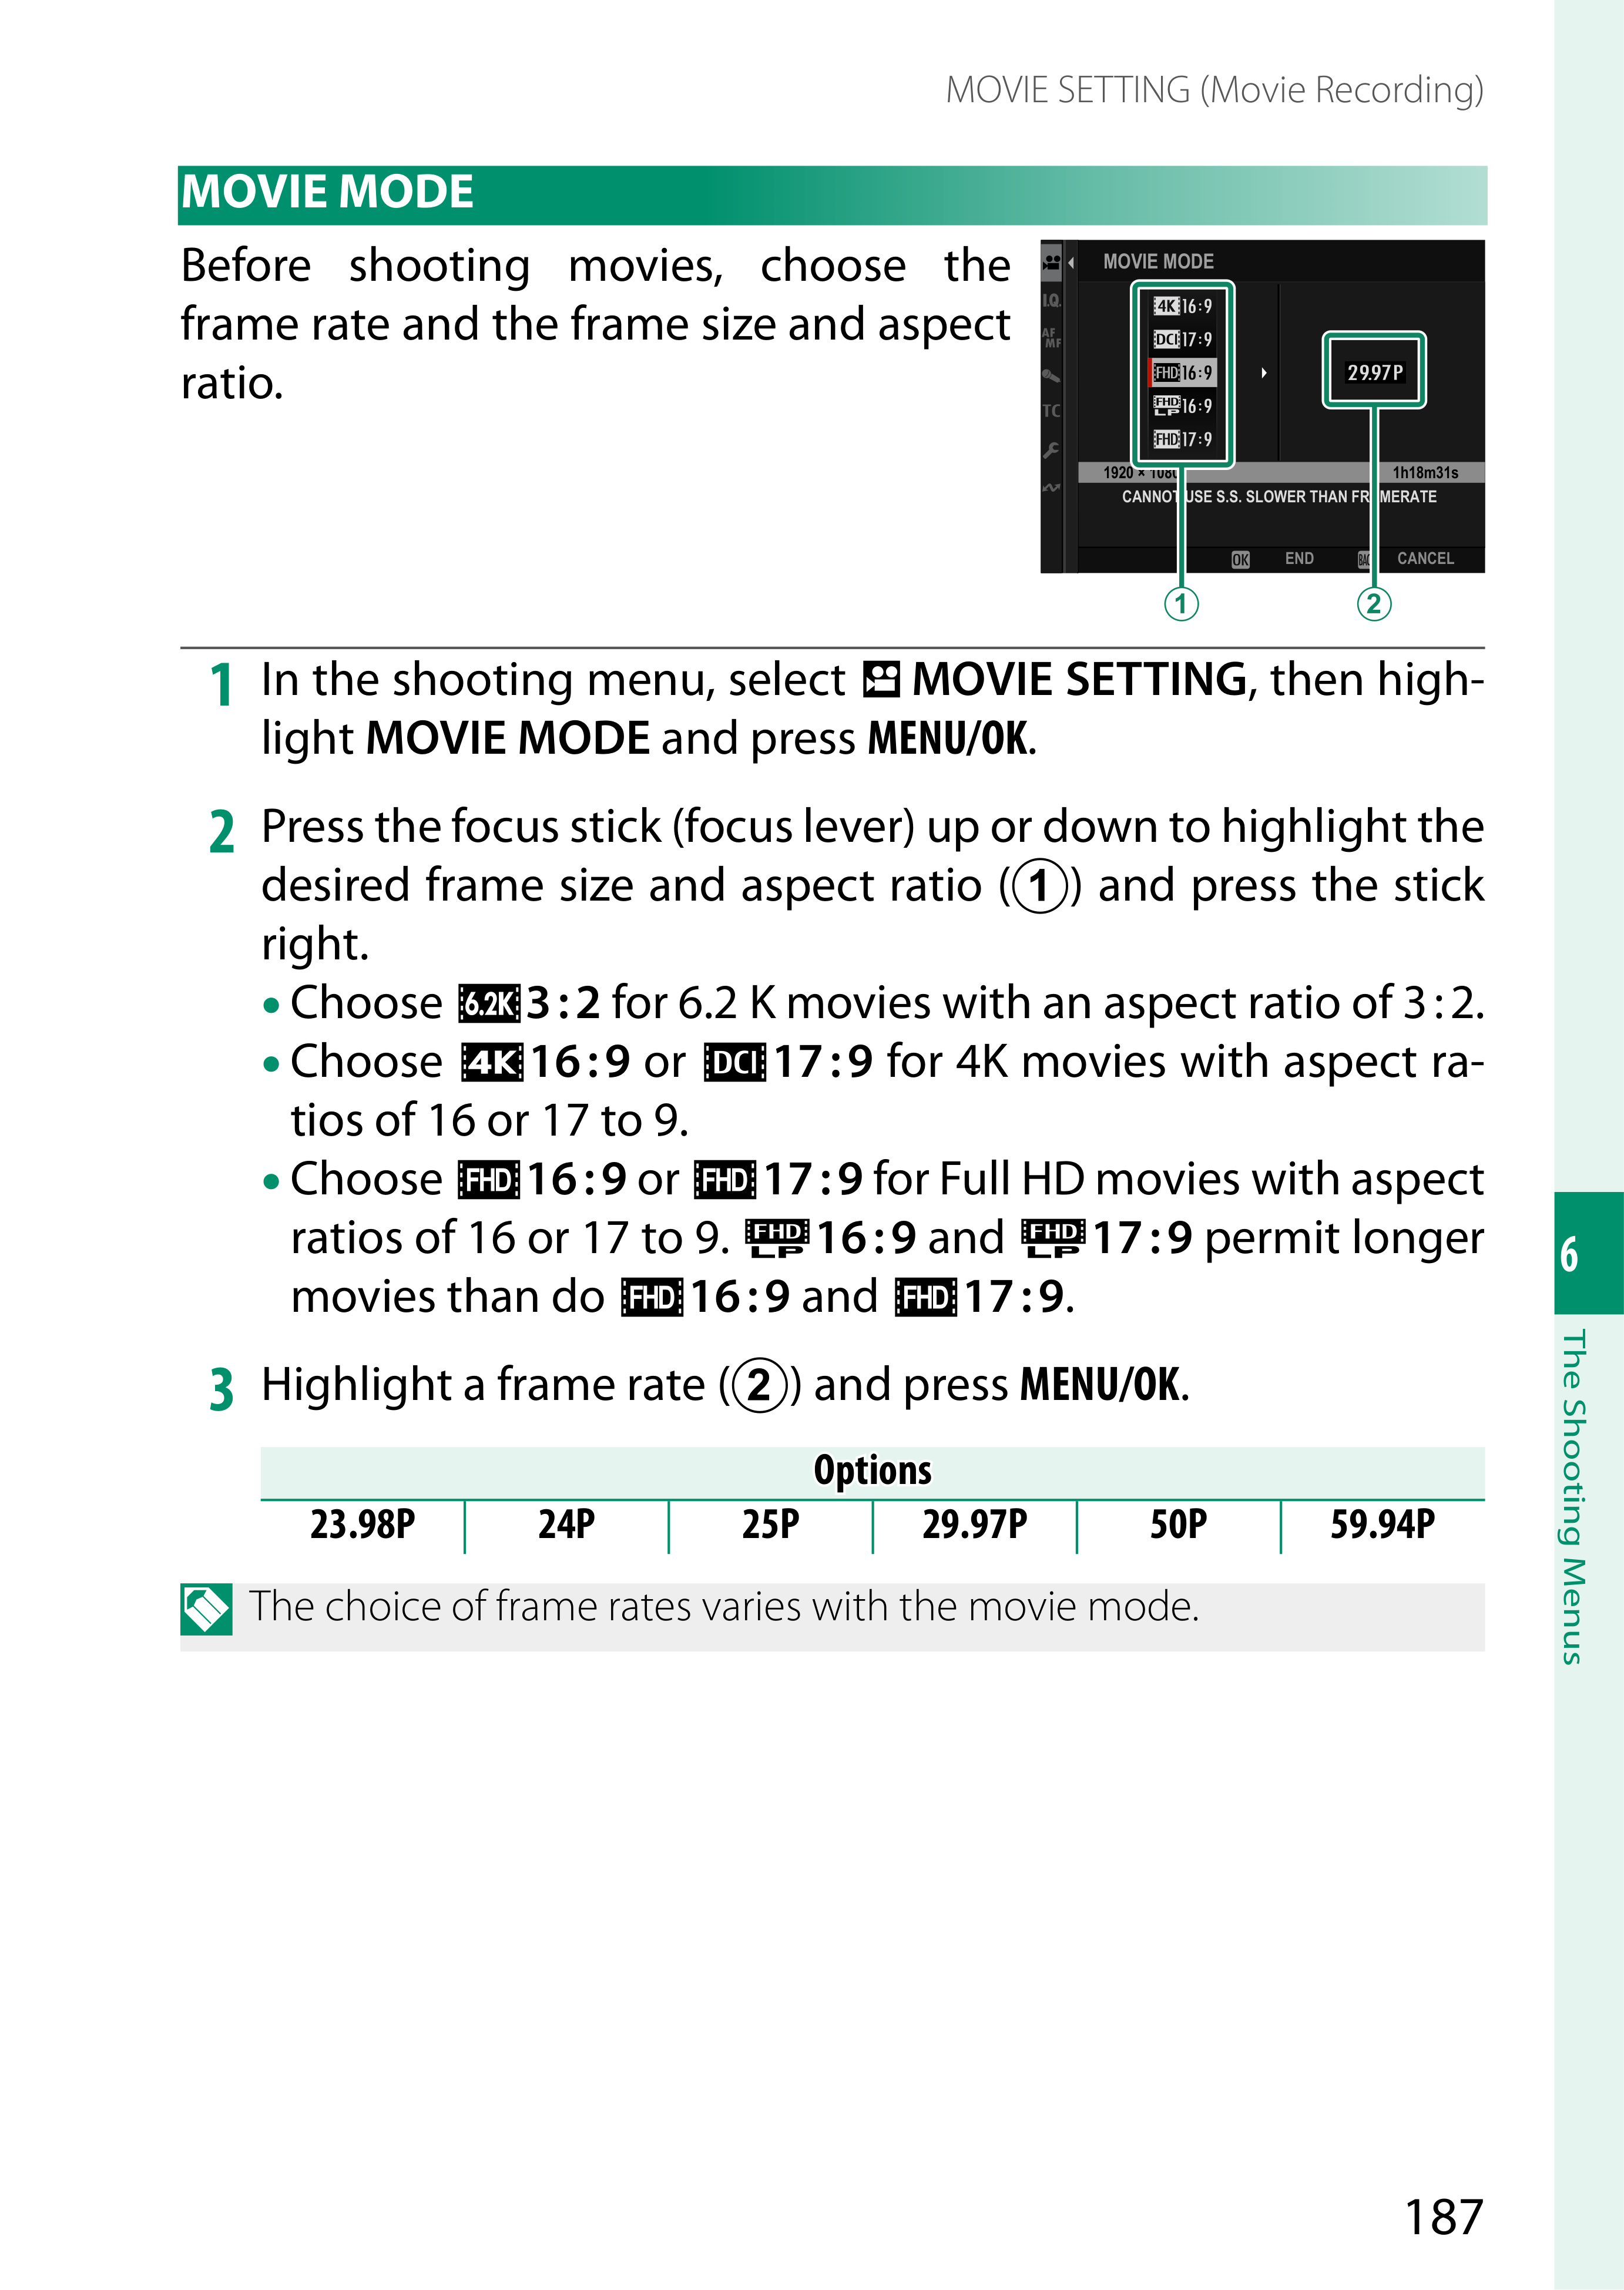 MOVIE SETTING (Movie Recording)
MOVIE MODE
Before shooting movies, choose the
frame rate and the frame size and aspect
ratio.
MOVIE MODE
I.Q.
AF
MF
TC
4K 16:9
DCI 17:9
FHD 16:9
FHD LP 16:9
FHD 17:9
29.97P
1920 × 1080
1h18m31s
CANNOT USE S.S. SLOWER THAN FRAMERATE
OK END CANCEL
1 2
1 In the shooting menu, select MOVIE SETTING, then high-
light MOVIE MODE and press MENU/OK.
2 Press the focus stick (focus lever) up or down to highlight the
desired frame size and aspect ratio (①) and press the stick
right.
• Choose 6.2K 3:2 for 6.2 K movies with an aspect ratio of 3:2.
• Choose 4K 16:9 or DCI 17:9 for 4K movies with aspect ra-
tios of 16 or 17 to 9.
• Choose FHD 16:9 or FHD 17:9 for Full HD movies with aspect
ratios of 16 or 17 to 9. FHD LP 16:9 and FHD LP 17:9 permit longer
movies than do FHD 16:9 and FHD 17:9.
3 Highlight a frame rate (②) and press MENU/OK.
Options
23.98P 24P 25P 29.97P 50P 59.94P
The choice of frame rates varies with the movie mode.
6
The Shooting Menus
187